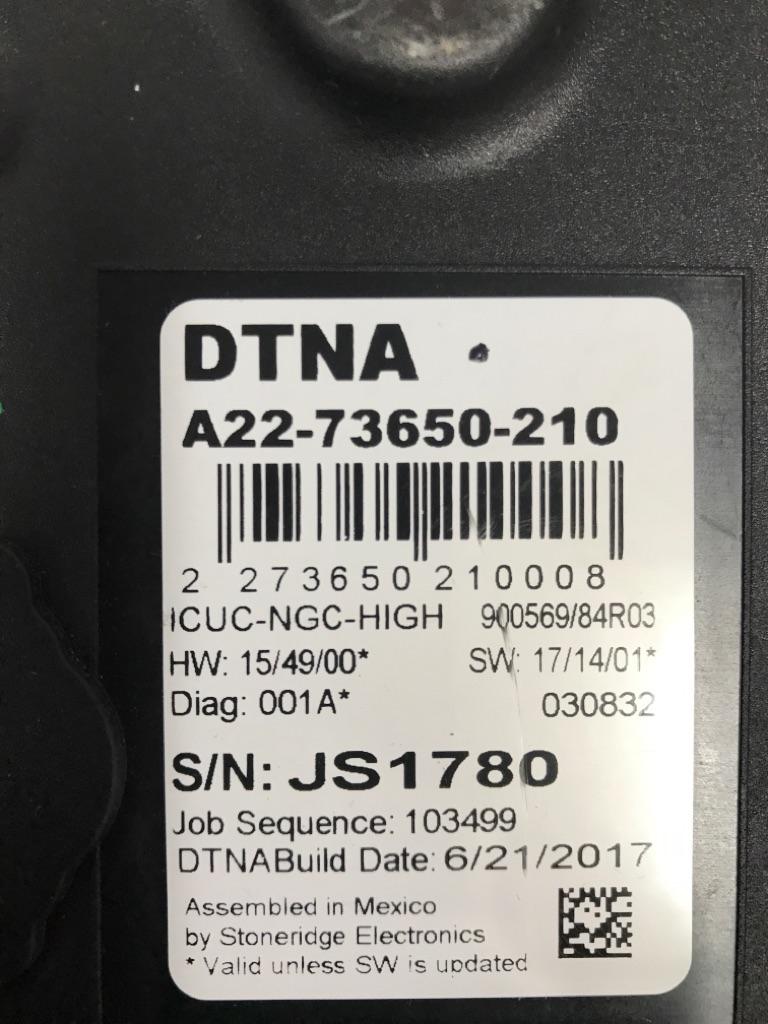 DTNA
A22-73650-210
2 273650 210008
ICUC-NGC-HIGH 900569/84R03
HW: 15/49/00* SW: 17/14/01*
Diag: 001A* 030832
S/N: JS1780
Job Sequence: 103499
DTNABuild Date: 6/21/2017
Assembled in Mexico
by Stoneridge Electronics
* Valid unless SW is updated